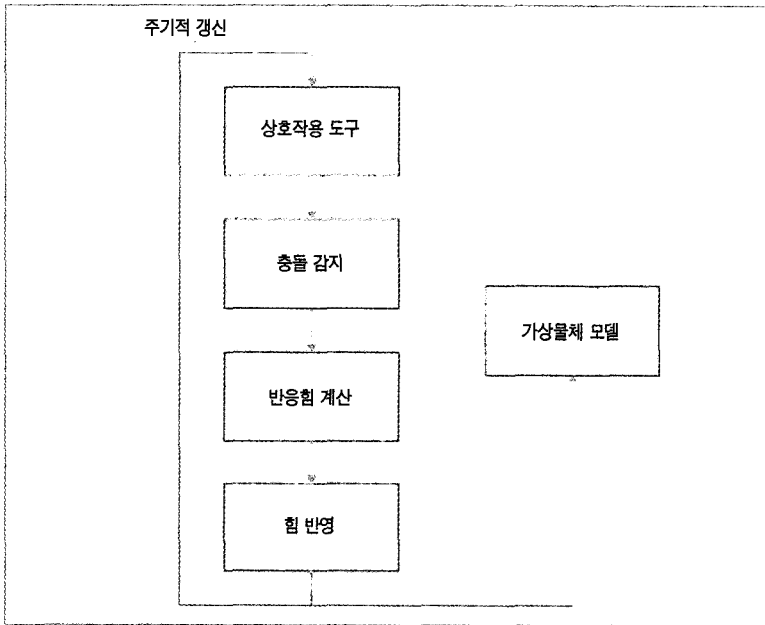 주기적 갱신
상호작용 도구
충돌 감지
가상물체 모델
반응힘 계산
힘 반영